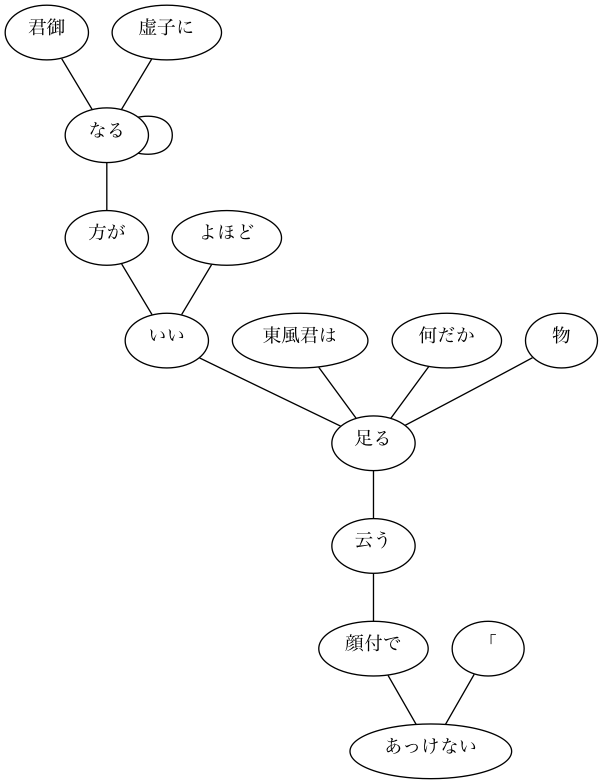 君御 虚子に
なる
方が よほど
いい 東風君は 何だか 物
足る
云う
顔付で 「
あっけない